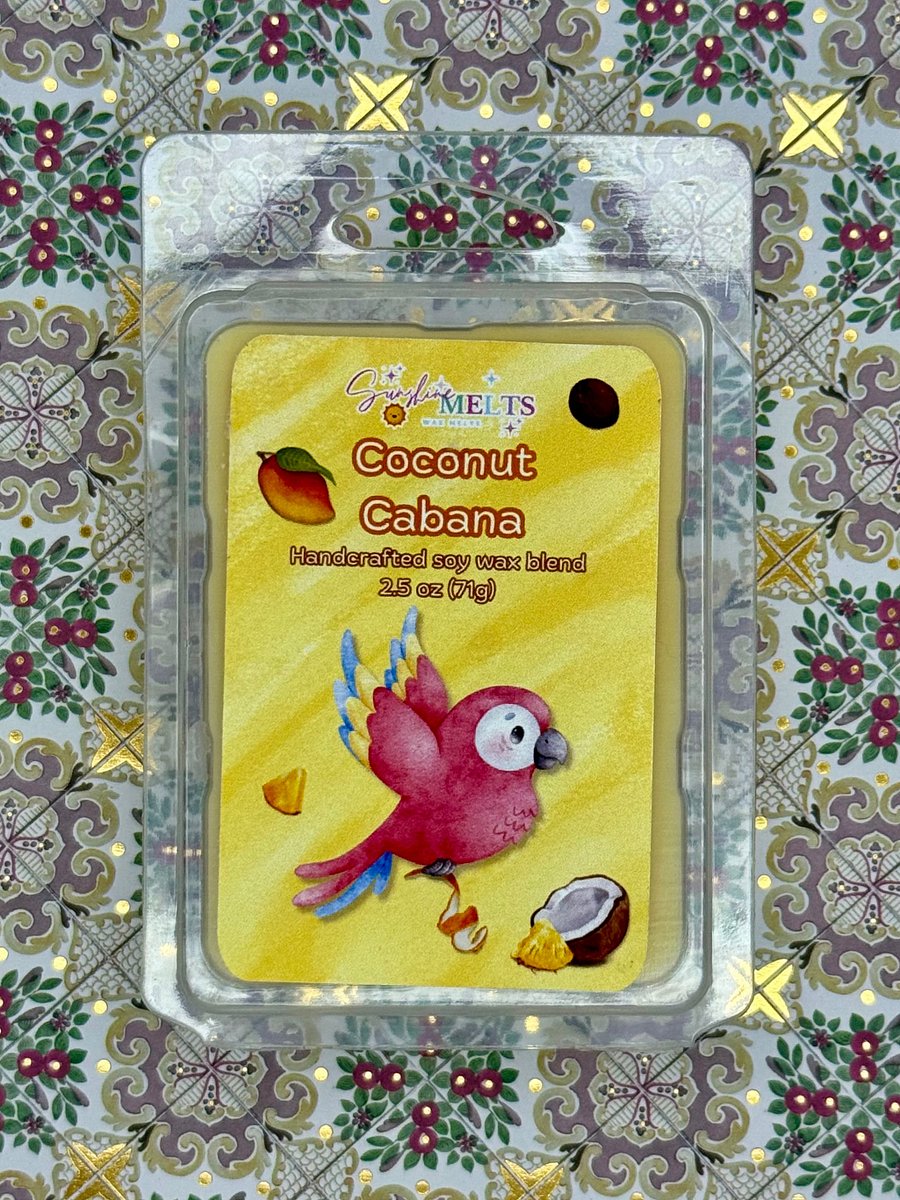 Sunshine MELTS
WAX MELTS
Coconut
Cabana
Handcrafted soy wax blend
2.5 oz (71g)